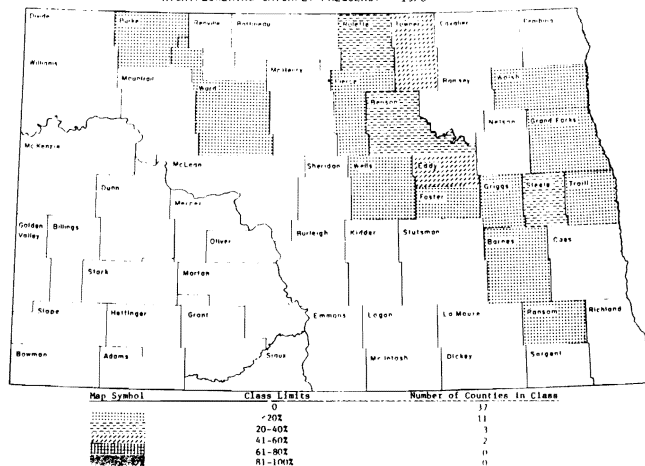 Divide Burke Renville Bottineau Rolette Towner Cavalier Pembina
Williams Mountrail Ward McHenry Pierce Benson Ramsey Walsh
Nelson Grand Forks
McKenzie McLean Sheridan Wells Eddy
Dunn Mercer Foster Griggs Steele Traill
Golden Valley Billings Oliver Burleigh Kidder Stutsman Barnes Cass
Stark Morton
Slope Hettinger Grant Emmons Logan La Moure Ransom Richland
Bowman Adams Sioux Mc Intosh Dickey Sargent
Map Symbol Class Limits Number of Counties in Class
0 37
<20% 11
20-40% 3
41-60% 2
61-80% 0
81-100% 0